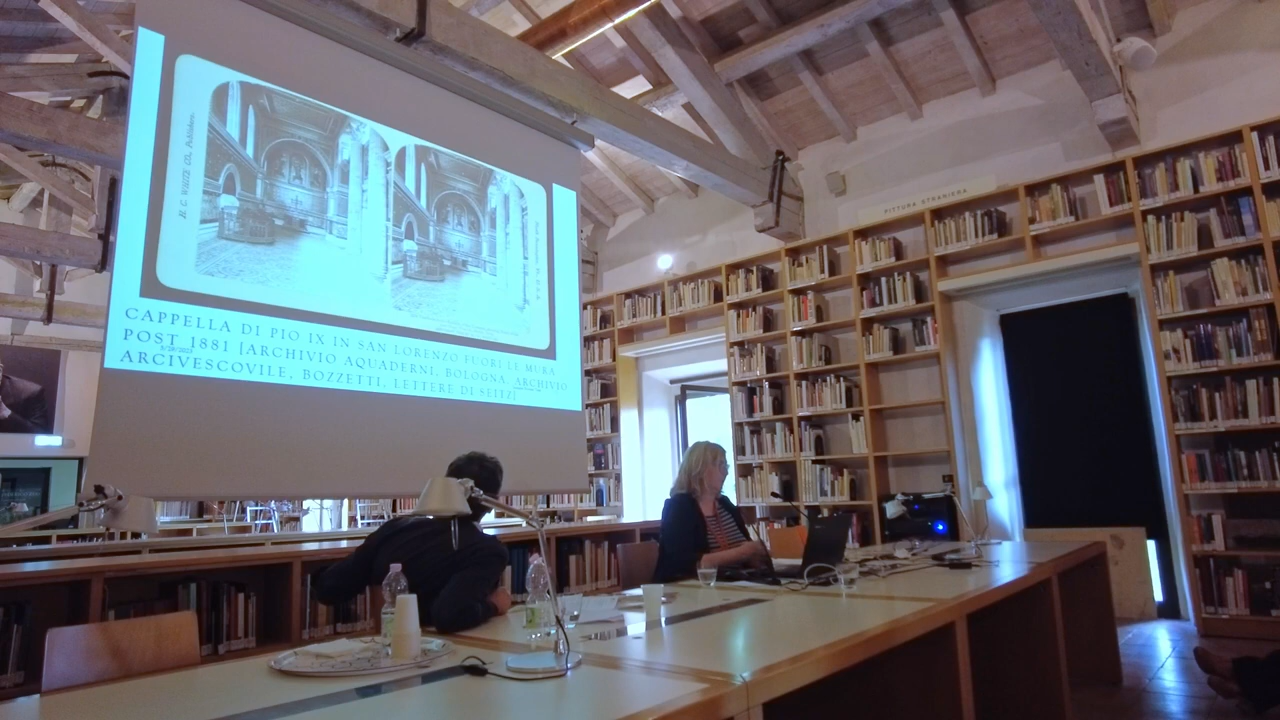 H. C. WHITE CO., Publishers.
CAPPELLA DI PIO IX IN SAN LORENZO FUORI LE MURA
POST 1881 [ARCHIVIO AQUADERNI, BOLOGNA, ARCHIVIO
ARCIVESCOVILE, BOZZETTI, LETTERE DI SEITZ]
PITTURA STRANIERA